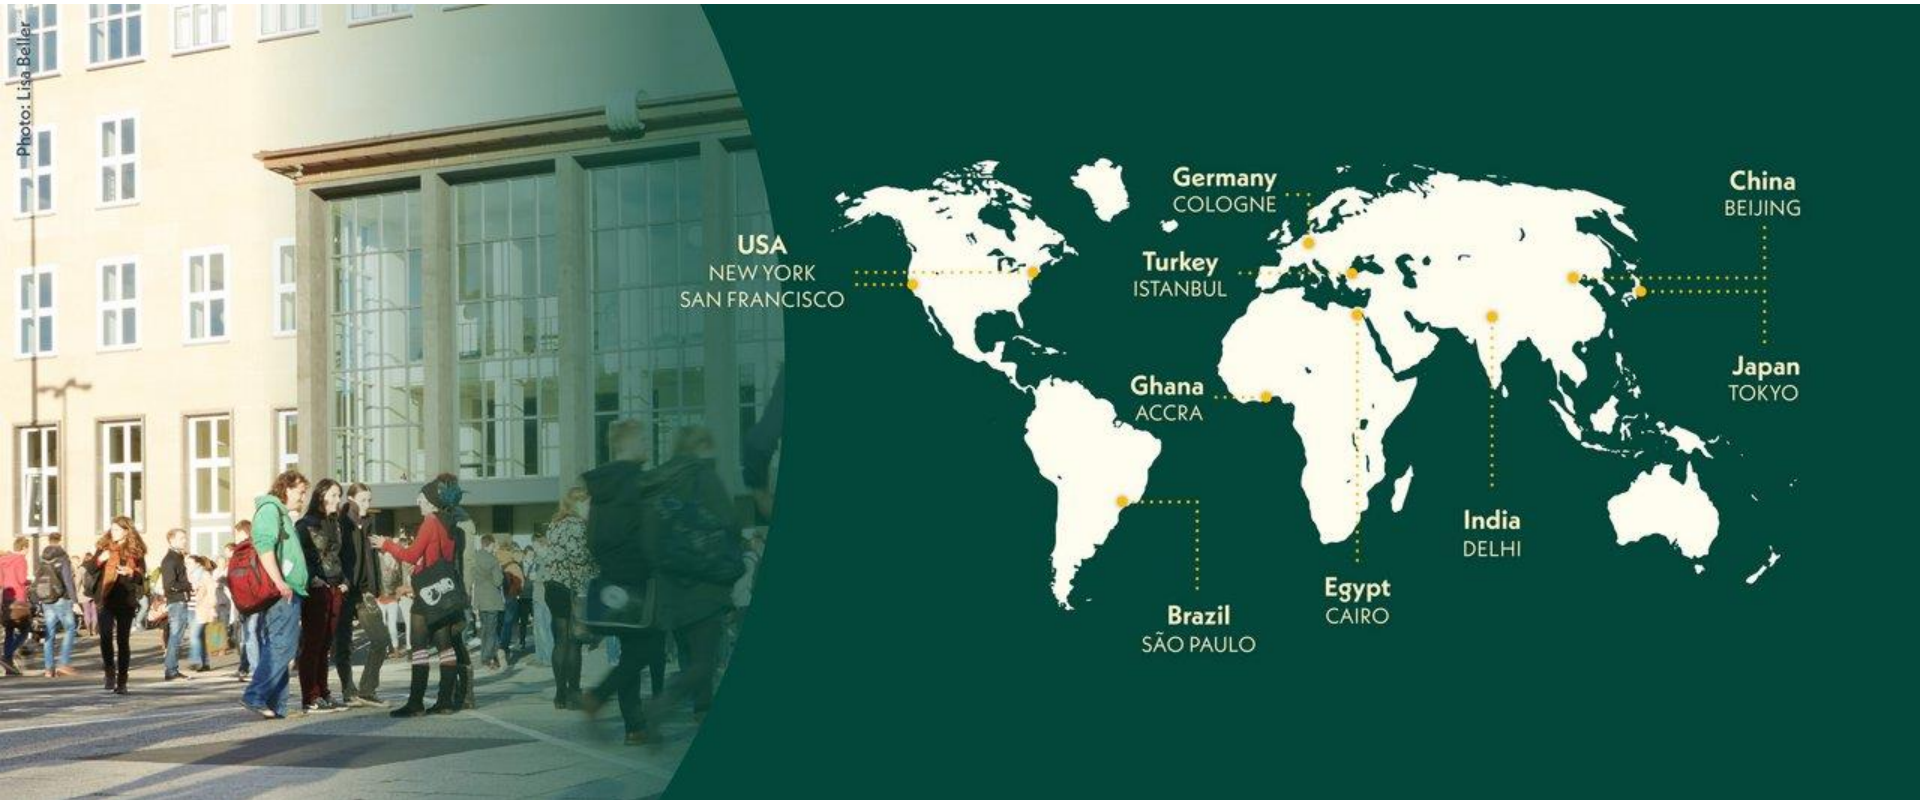 Photo: Lisa Beller
USA
NEW YORK
SAN FRANCISCO
Germany
COLOGNE
Turkey
ISTANBUL
Ghana
ACCRA
Brazil
SÃO PAULO
Egypt
CAIRO
India
DELHI
China
BEIJING
Japan
TOKYO